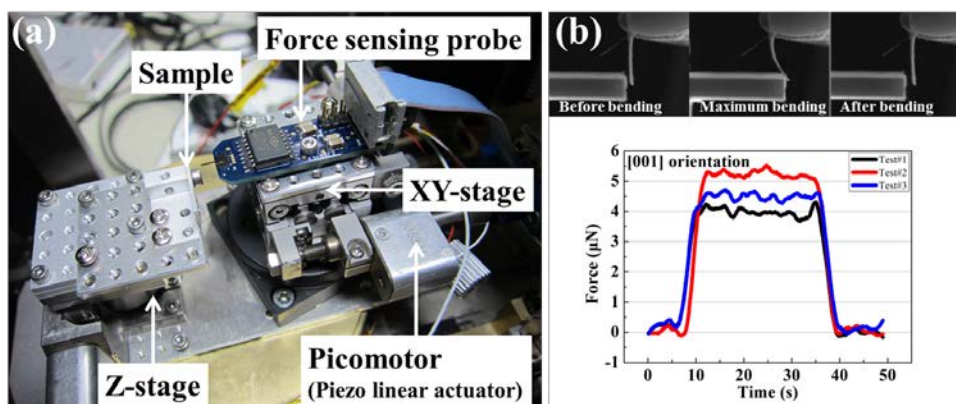 (a)
Force sensing probe
Sample
XY-stage
Picomotor
(Piezo linear actuator)
Z-stage
(b)
Before bending
Maximum bending
After bending
[001] orientation
Test#1
Test#2
Test#3
6
5
4
3
2
1
0
-1
Force (µN)
0 10 20 30 40 50
Time (s)